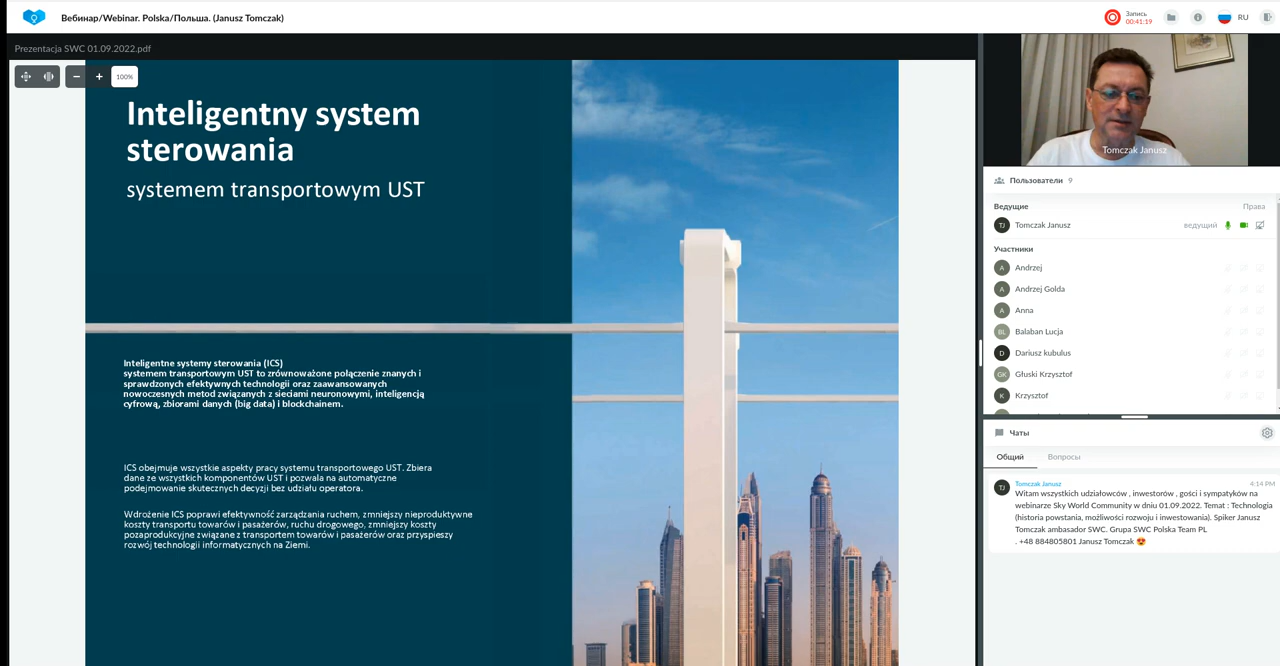 Вебинар/Webinar. Polska/Польша. (Janusz Tomczak)
Запись
00:41:19
RU
Prezentacja SWC 01.09.2022.pdf
100%
Inteligentny system
sterowania
systemem transportowym UST
Inteligentne systemy sterowania (ICS)
systemem transportowym UST to zrównoważone połączenie znanych i
sprawdzonych efektywnych technologii oraz zaawansowanych
nowoczesnych metod związanych z sieciami neuronowymi, inteligencją
cyfrową, zbiorami danych (big data) i blockchainem.
ICS obejmuje wszystkie aspekty pracy systemu transportowego UST. Zbiera
dane ze wszystkich komponentów UST i pozwala na automatyczne
podejmowanie skutecznych decyzji bez udziału operatora.
Wdrożenie ICS poprawi efektywność zarządzania ruchem, zmniejszy nieproduktywne
koszty transportu towarów i pasażerów, ruchu drogowego, zmniejszy koszty
pozaprodukcyjne związane z transportem towarów i pasażerów oraz przyspieszy
rozwój technologii informatycznych na Ziemi.
Tomczak Janusz
Пользователи 9
Ведущие Права
TJ Tomczak Janusz ведущий
Участники
A Andrzej
A Andrzej Golda
A Anna
BL Balaban Lucja
D Dariusz kubulus
GK Głuski Krzysztof
K Krzysztof
Чаты
Общий Вопросы
TJ Tomczak Janusz 4:14 PM
Witam wszystkich udziałowców , inwestorów , gości i sympatyków na
webinarze Sky World Community w dniu 01.09.2022. Temat : Technologia
(historia powstania, możliwości rozwoju i inwestowania). Spiker Janusz
Tomczak ambasador SWC. Grupa SWC Polska Team PL
. +48 884805801 Janusz Tomczak 😍